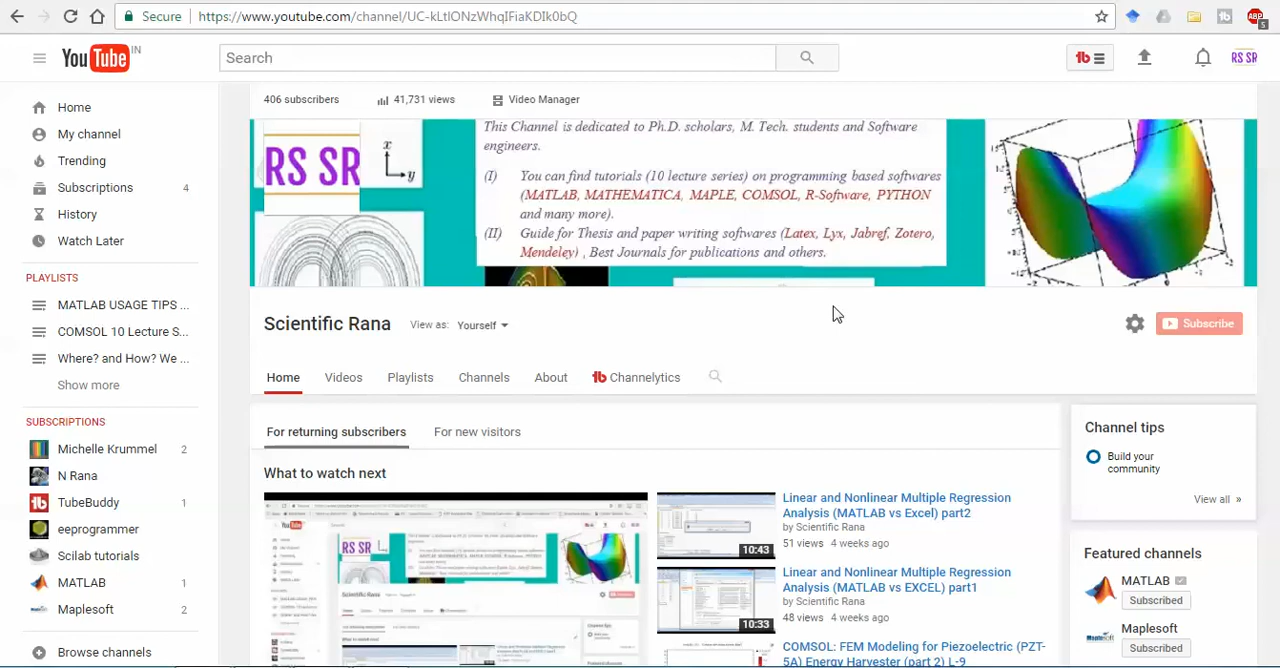 Secure https://www.youtube.com/channel/UC-kLtlONzWhqIFiaKDIk0bQ
5
YouTube IN
Search
RS SR
406 subscribers 41,731 views Video Manager
Home
My channel
Trending
Subscriptions 4
History
Watch Later
PLAYLISTS
MATLAB USAGE TIPS ...
COMSOL 10 Lecture S...
Where? and How? We ...
Show more
SUBSCRIPTIONS
Michelle Krummel 2
N Rana
TubeBuddy 1
eeprogrammer
Scilab tutorials
MATLAB 1
Maplesoft 2
Browse channels
RS SR
x
y
This Channel is dedicated to Ph.D. scholars, M. Tech. students and Software
engineers.
(I) You can find tutorials (10 lecture series) on programming based softwares
(MATLAB, MATHEMATICA, MAPLE, COMSOL, R-Software, PYTHON
and many more).
(II) Guide for Thesis and paper writing softwares (Latex, Lyx, Jabref, Zotero,
Mendeley) , Best Journals for publications and others.
Scientific Rana View as: Yourself
Subscribe
Home Videos Playlists Channels About Channelytics
For returning subscribers For new visitors
What to watch next
Linear and Nonlinear Multiple Regression
Analysis (MATLAB vs Excel) part2
by Scientific Rana
51 views 4 weeks ago
10:43
Linear and Nonlinear Multiple Regression
Analysis (MATLAB vs EXCEL) part1
by Scientific Rana
48 views 4 weeks ago
10:33
COMSOL: FEM Modeling for Piezoelectric (PZT-
5A) Energy Harvester (part 2) L-9
Channel tips
Build your
community
View all »
Featured channels
MATLAB
Subscribed
Maplesoft
Subscribed